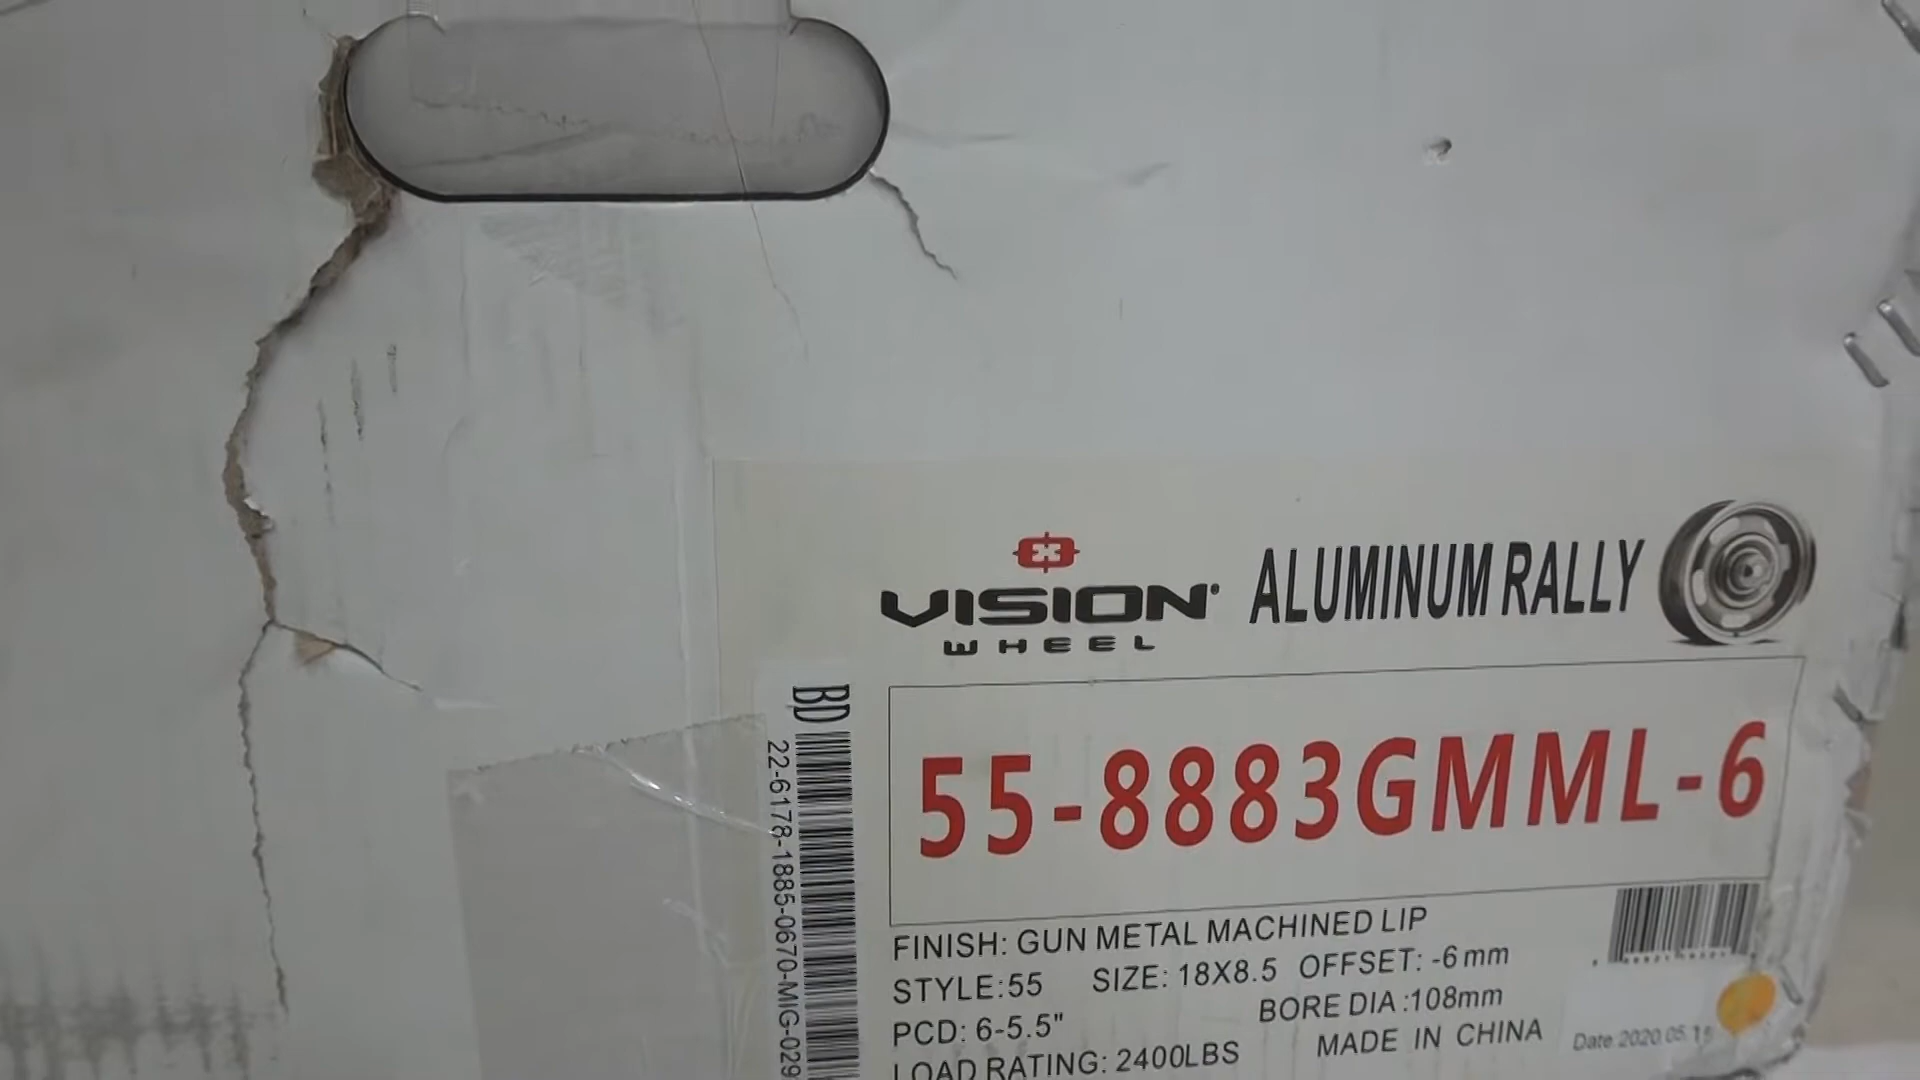 VISION®
WHEEL
ALUMINUM RALLY
BD
22-6178-1885-0670-MIG-029
55-8883GMML-6
FINISH: GUN METAL MACHINED LIP
STYLE:55 SIZE: 18X8.5 OFFSET: -6mm
PCD: 6-5.5" BORE DIA:108mm
LOAD RATING: 2400LBS MADE IN CHINA
Date